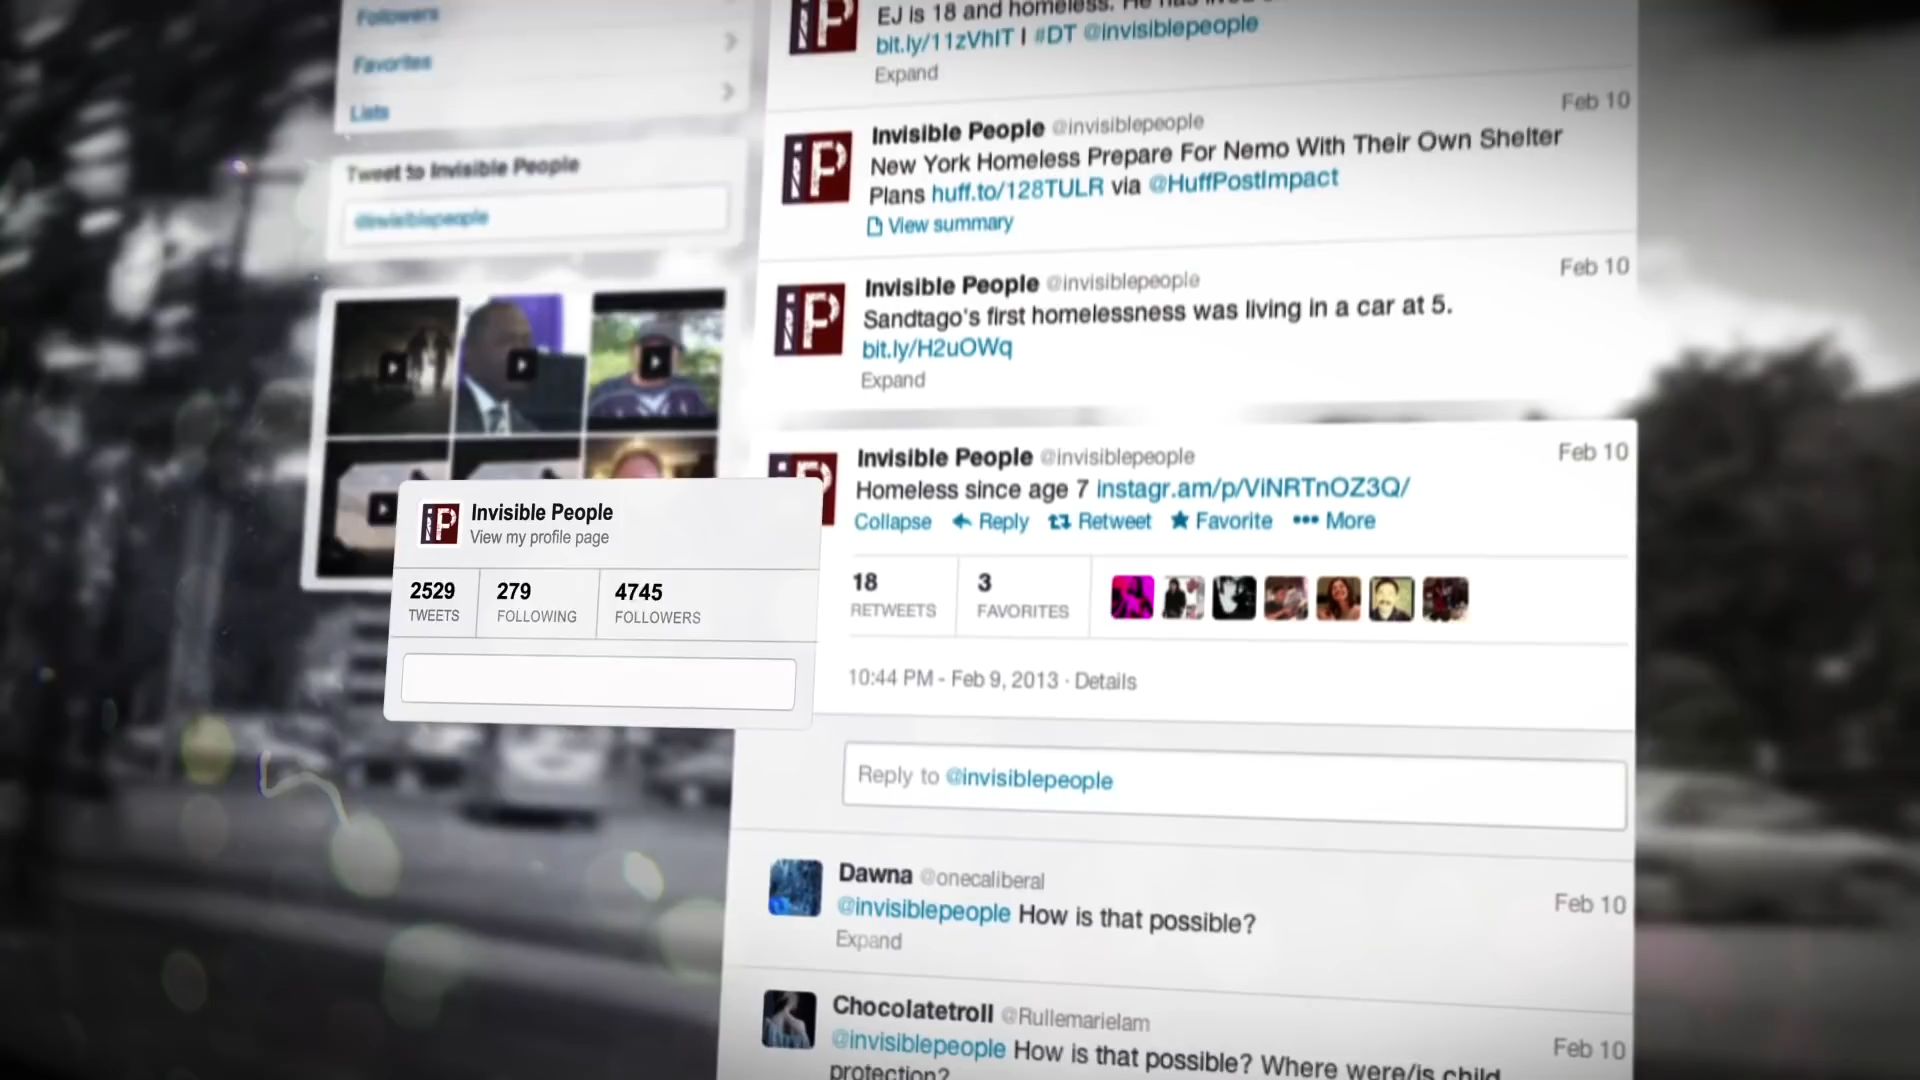 Followers
Favorites
Lists
Tweet to Invisible People
@invisiblepeople
EJ is 18 and homeless. He has lived
bit.ly/11zVhIT | #DT @invisiblepeople
Expand
Invisible People @invisiblepeople Feb 10
New York Homeless Prepare For Nemo With Their Own Shelter
Plans huff.to/128TULR via @HuffPostImpact
View summary
Invisible People @invisiblepeople Feb 10
Sandtago's first homelessness was living in a car at 5.
bit.ly/H2uOWq
Expand
Invisible People @invisiblepeople Feb 10
Homeless since age 7 instagr.am/p/ViNRTnOZ3Q/
Collapse Reply Retweet Favorite More
18 3
RETWEETS FAVORITES
10:44 PM - Feb 9, 2013 · Details
Invisible People
View my profile page
2529 279 4745
TWEETS FOLLOWING FOLLOWERS
Reply to @invisiblepeople
Dawna @onecaliberal Feb 10
@invisiblepeople How is that possible?
Expand
Chocolatetroll @Rullemarielam Feb 10
@invisiblepeople How is that possible? Where were/is child
protection?